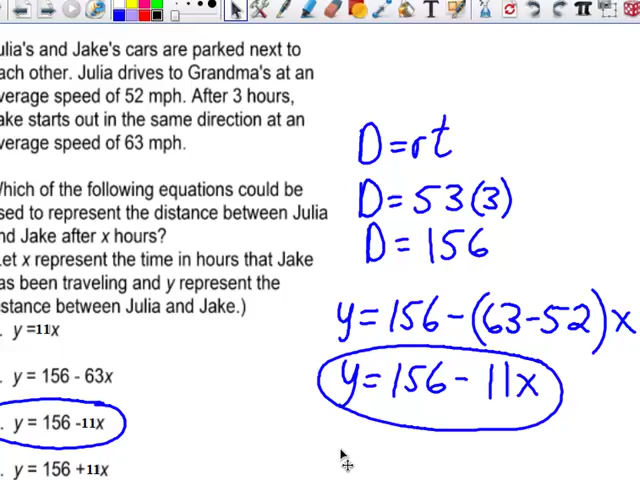 ulia's and Jake's cars are parked next to
ach other. Julia drives to Grandma's at an
verage speed of 52 mph. After 3 hours,
ake starts out in the same direction at an
verage speed of 63 mph.
Which of the following equations could be
sed to represent the distance between Julia
nd Jake after x hours?
Let x represent the time in hours that Jake
as been traveling and y represent the
istance between Julia and Jake.)
. y =11x
. y = 156 - 63x
. y = 156 -11x
. y = 156 +11x
D=rt
D=53(3)
D=156
y=156-(63-52)x
y=156-11x